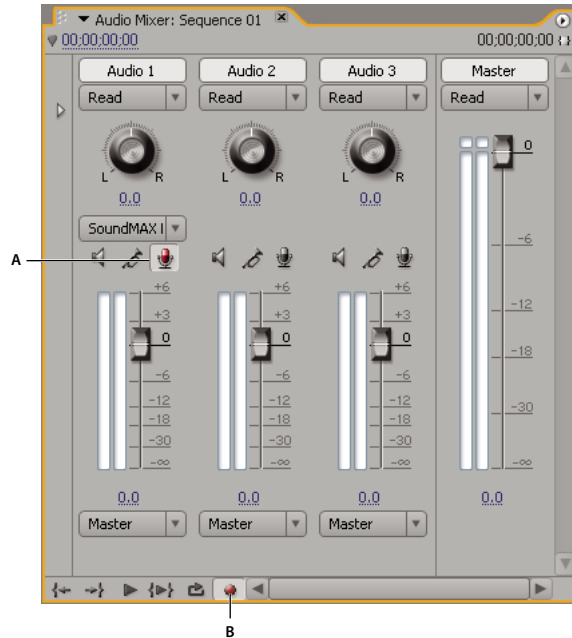 Audio Mixer: Sequence 01
00;00;00;00 00;00;00;00
Audio 1 Audio 2 Audio 3 Master
Read Read Read Read
L R L R L R
0.0 0.0 0.0
SoundMAX
A
+6 +6 +6 0
+3 +3 +3
0 0 0 -6
-6 -6 -6 -12
-12 -12 -12 -18
-18 -18 -18
-30 -30 -30 -30
-∞ -∞ -∞ -∞
0.0 0.0 0.0 0.0
Master Master Master
B